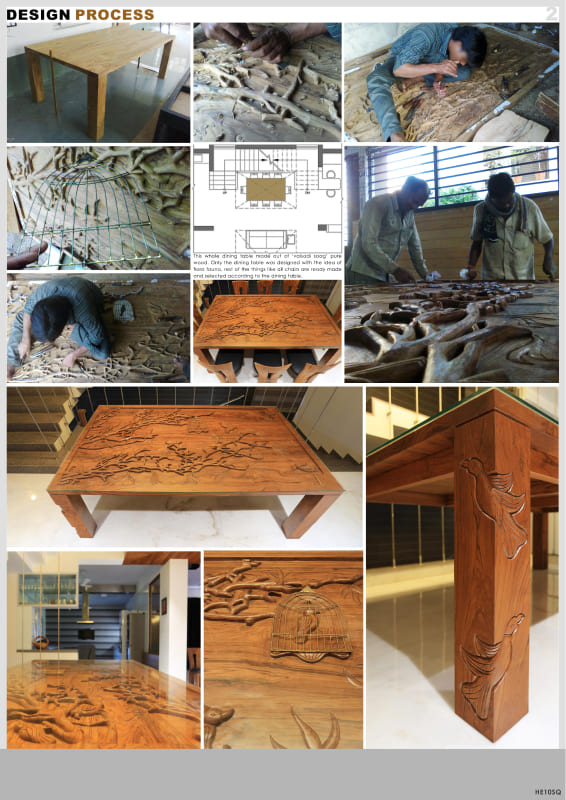 DESIGN PROCESS
2
This whole dining table made out of 'valsadi saag' pure
wood. Only the dining table was designed with the idea of
flora fauna, rest of the things like all chairs are ready made
and selected according to the dining table.
HE10SQ